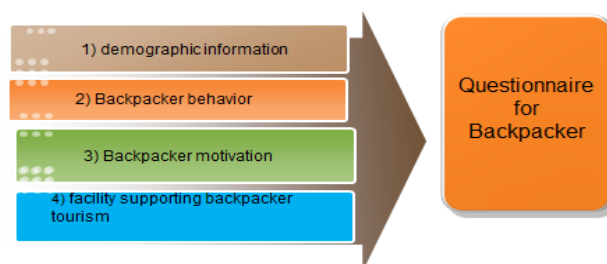 1) demographic information
2) Backpacker behavior
3) Backpacker motivation
4) facility supporting backpacker
tourism
Questionnaire
for
Backpacker